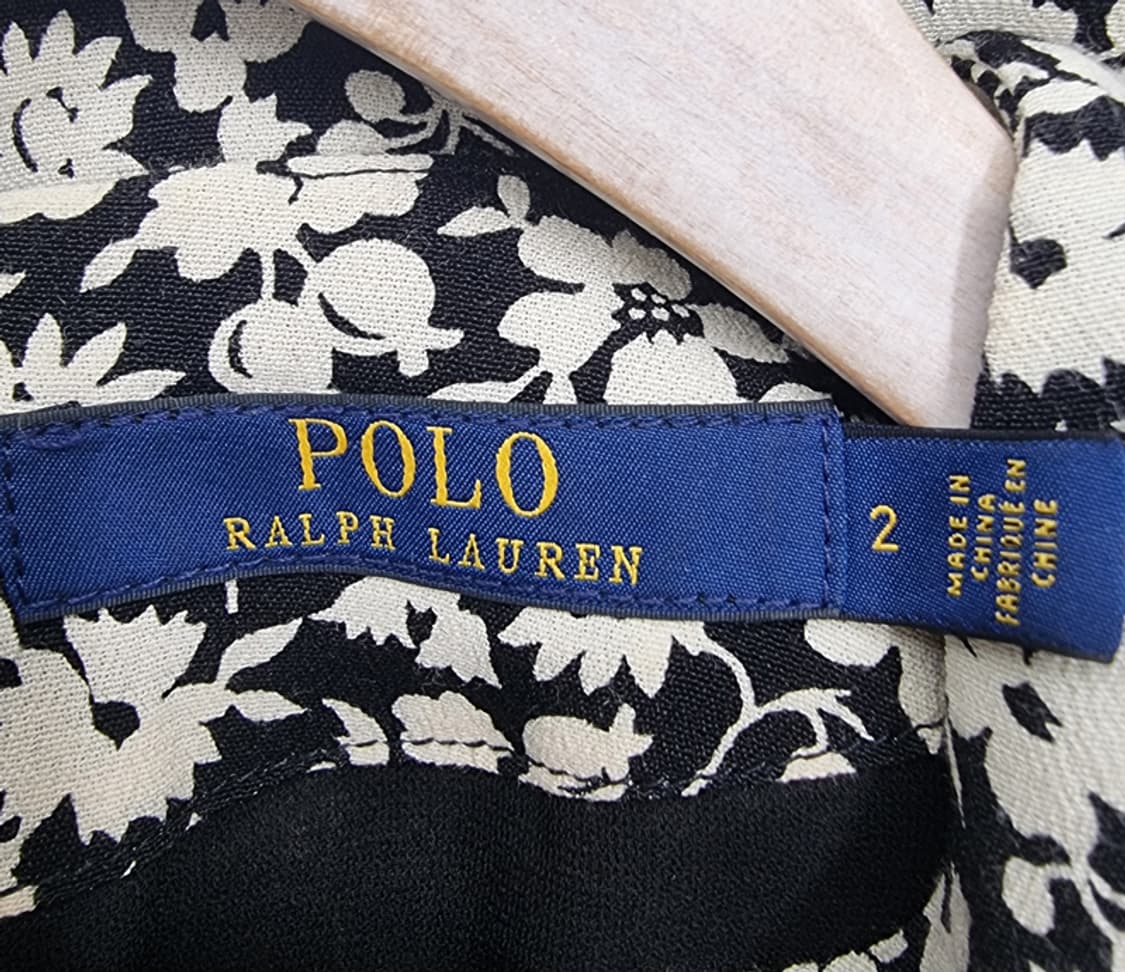 POLO
RALPH LAUREN
2
MADE IN
CHINA
FABRIQUÉ EN
CHINE